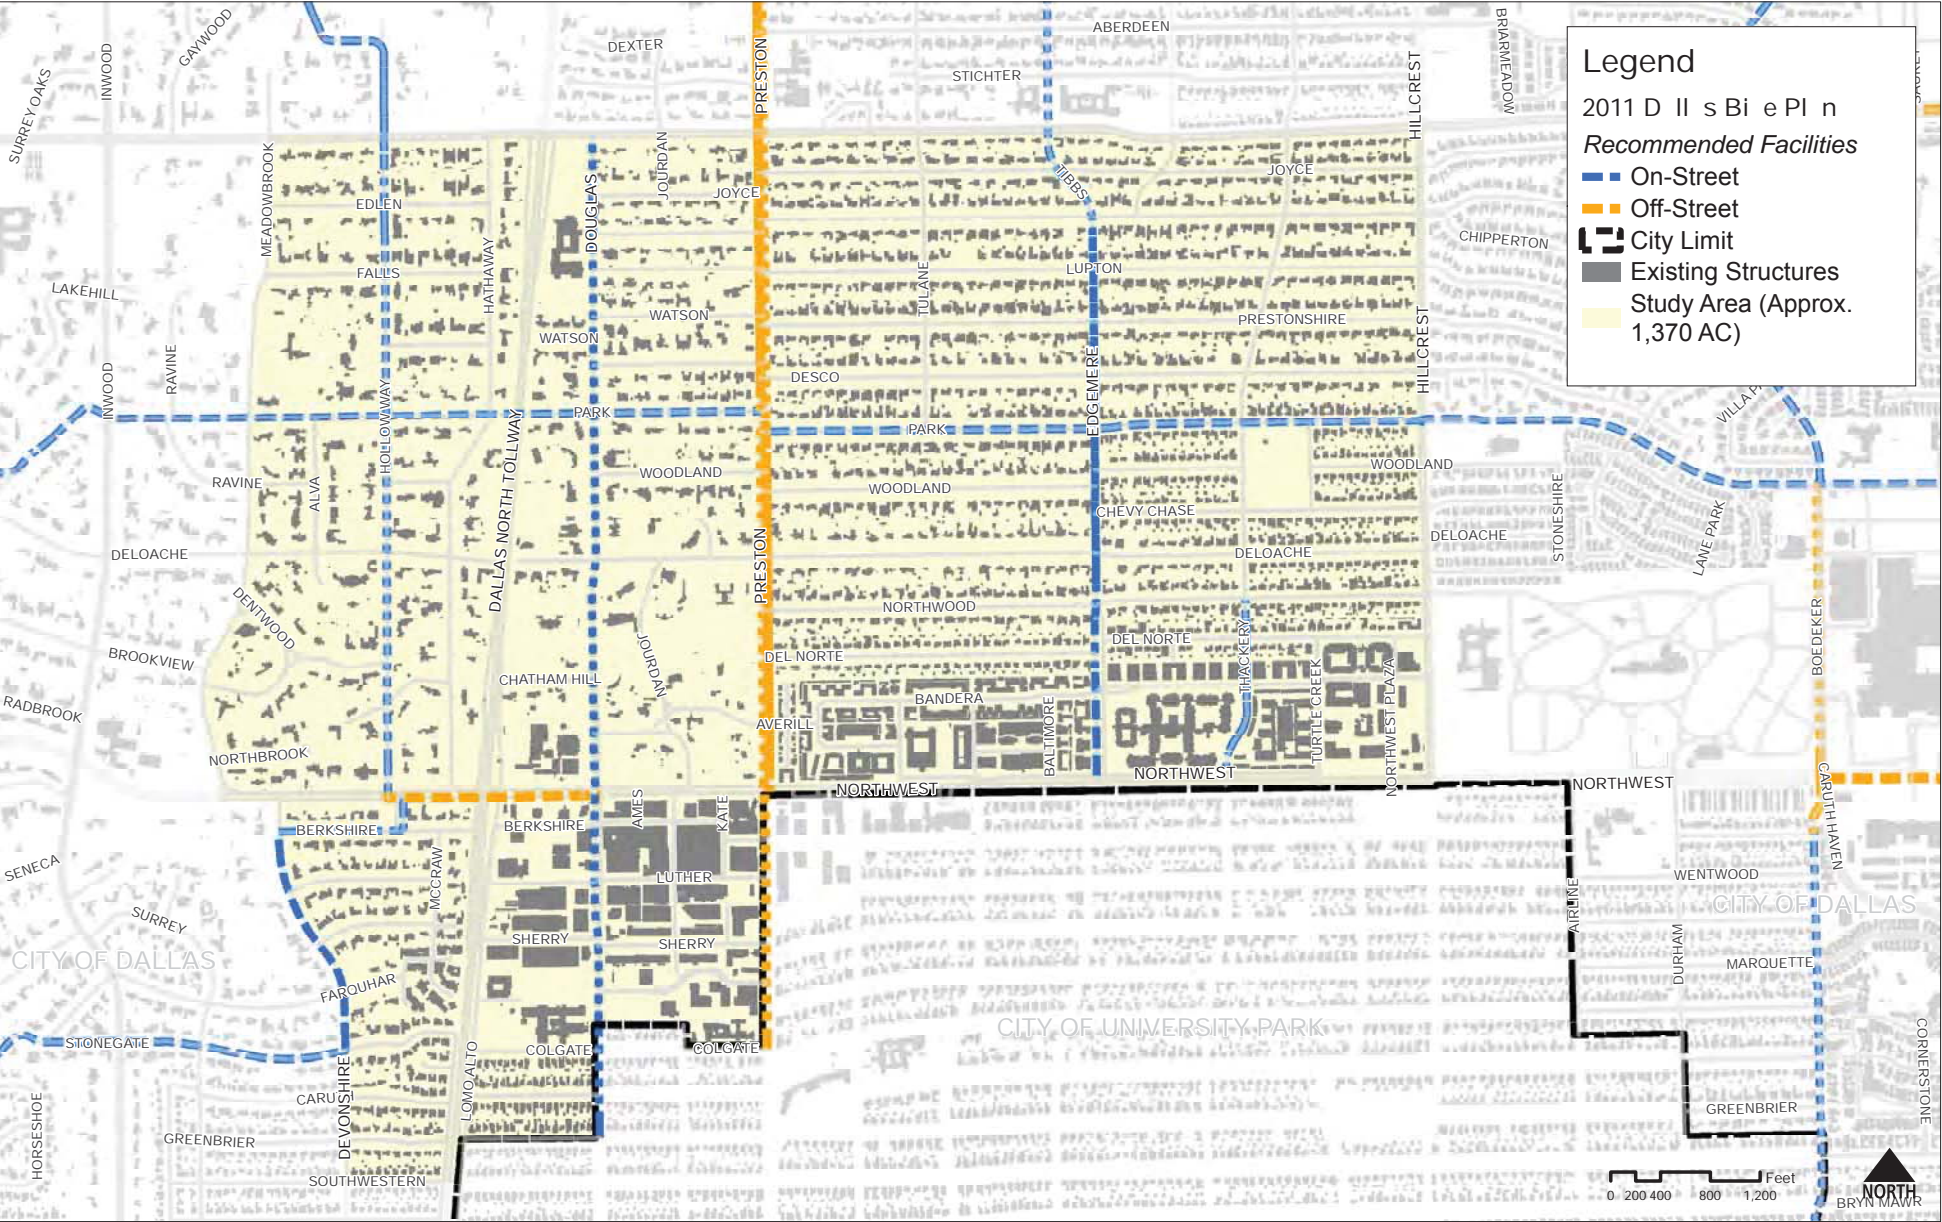 Legend
2011 D ll s Bi e Pl n
Recommended Facilities
On-Street
Off-Street
City Limit
Existing Structures
Study Area (Approx.
1,370 AC)
GAYWOOD
INWOOD
SURREY OAKS
DEXTER
PRESTON
ABERDEEN
STICHTER
HILLCREST
BRIARMEADOW
MEADOWBROOK
EDLEN
FALLS
HATHAWAY
DOUGLAS
JOURDAN
JOYCE
TIBBS
JOYCE
CHIPPERTON
LAKEHILL
RAVINE
INWOOD
WATSON
WATSON
TULANE
LUPTON
PRESTONSHIRE
HILLCREST
DESCO
EDGEMERE
HOLLOWAY
PARK
PARK
DALLAS NORTH TOLLWAY
RAVINE
ALVA
WOODLAND
WOODLAND
WOODLAND
CHEVY CHASE
STONESHIRE
LANE PARK
DELOACHE
DELOACHE
DELOACHE
PRESTON
DENTWOOD
NORTHWOOD
BROOKVIEW
JOURDAN
DEL NORTE
DEL NORTE
THACKERY
BOEDEKER
CHATHAM HILL
RADBROOK
BANDERA
AVERILL
BALTIMORE
TURTLE CREEK
NORTHWEST PLAZA
NORTHBROOK
NORTHWEST
NORTHWEST
NORTHWEST
CARUTH HAVEN
AMES
KATE
BERKSHIRE
BERKSHIRE
SENECA
MCCRAW
LUTHER
WENTWOOD
AIRLINE
CITY OF DALLAS
SURREY
SHERRY
SHERRY
DURHAM
MARQUETTE
CITY OF DALLAS
FARQUHAR
CITY OF UNIVERSITY PARK
STONEGATE
COLGATE
COLGATE
CORNERSTONE
DEVONSHIRE
LOMO ALTO
HORSESHOE
GREENBRIER
GREENBRIER
SOUTHWESTERN
Feet
0 200 400 800 1,200
NORTH
BRYN MAWR